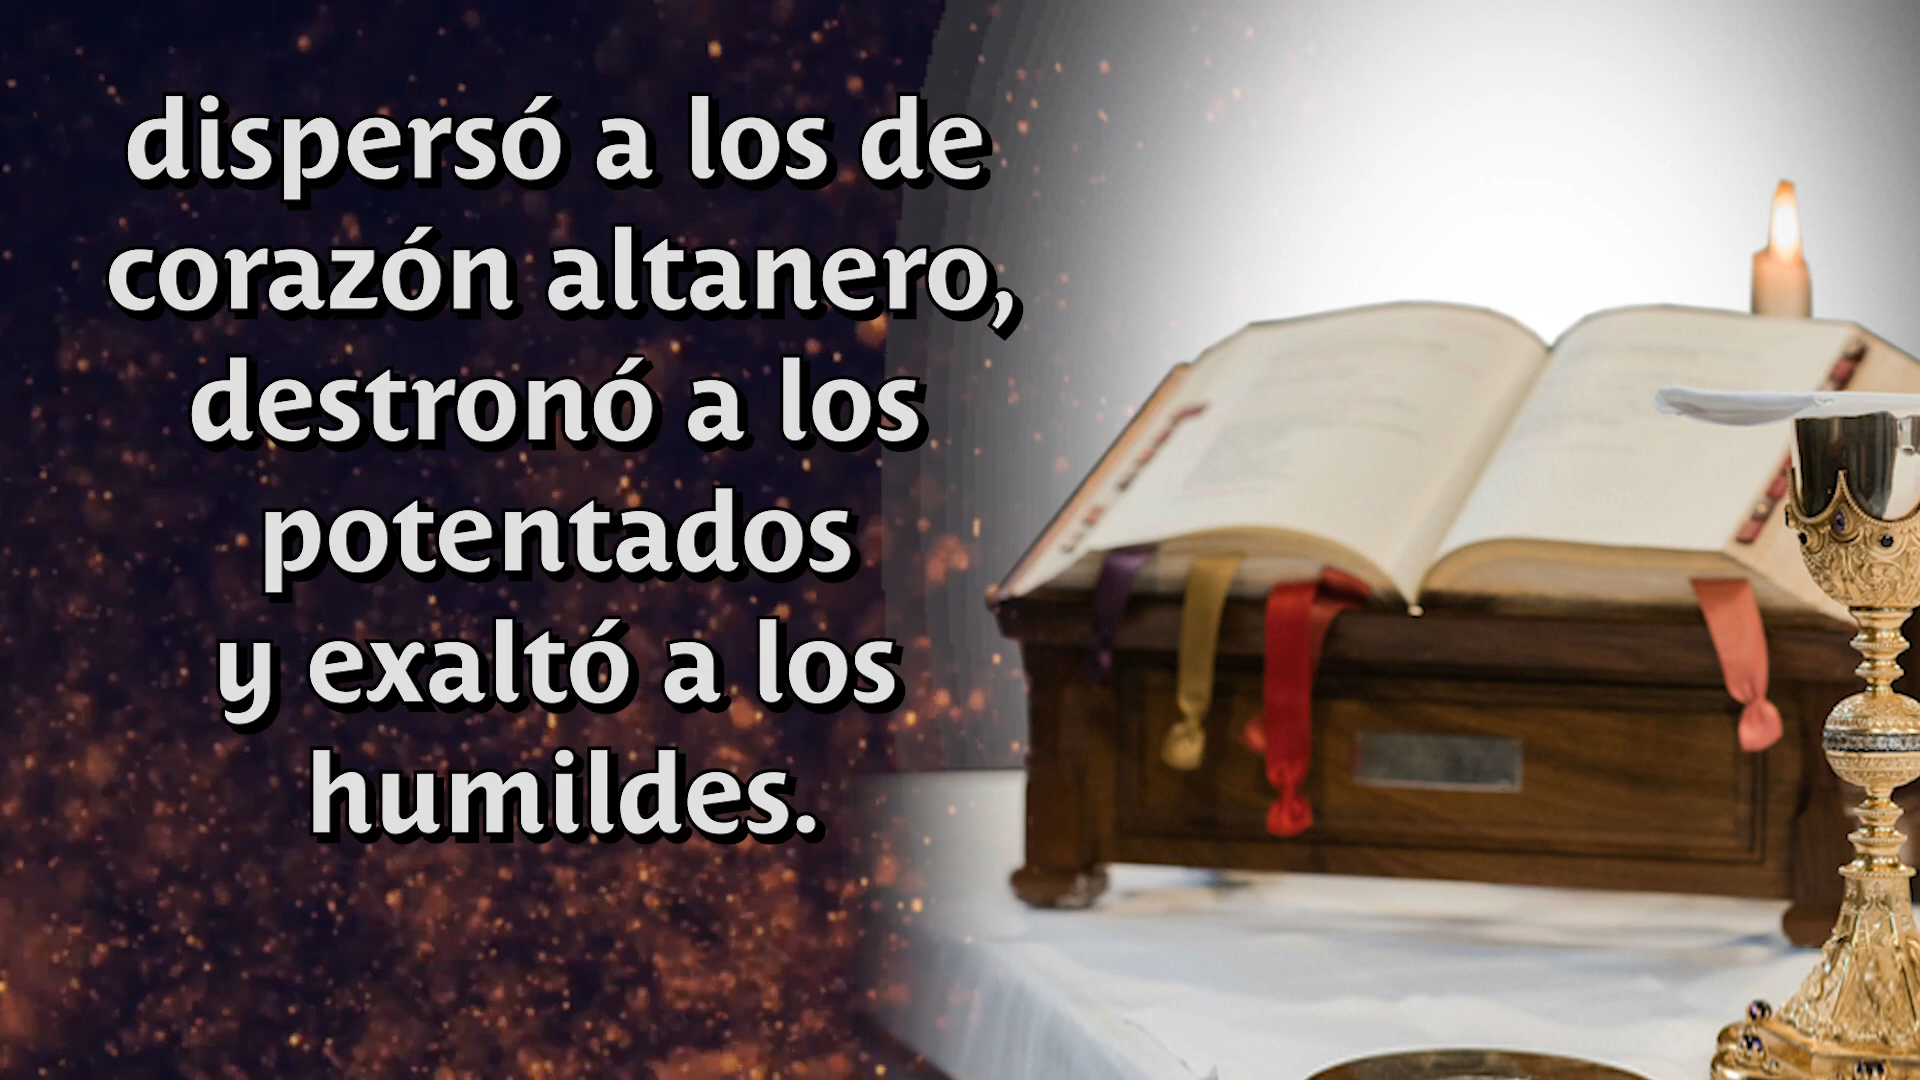 dispersó a los de
corazón altanero,
destronó a los
potentados
y exaltó a los
humildes.